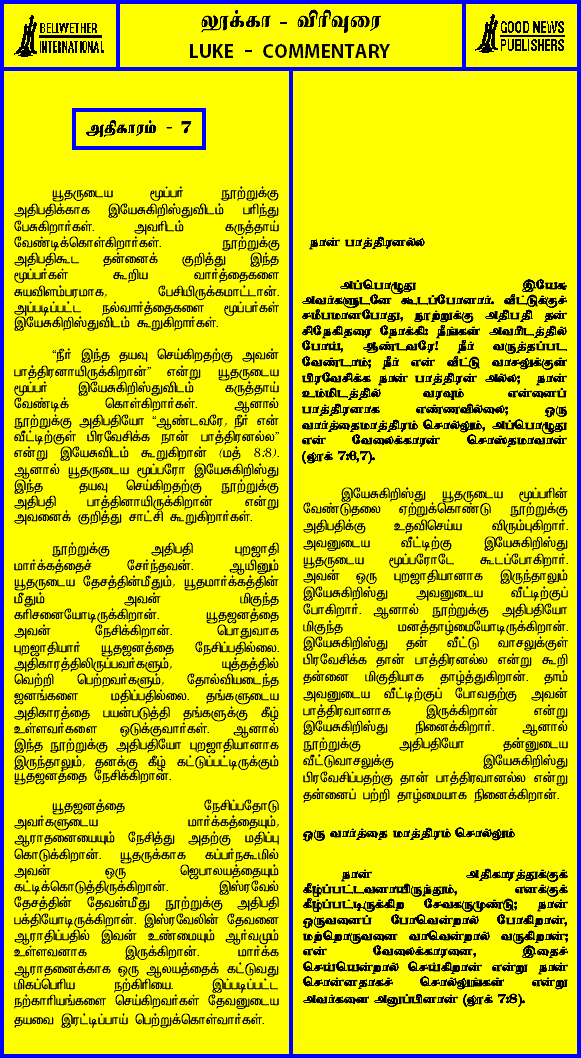 BELWETHER
INTERNATIONAL
லூக்கா - விரிவுரை
LUKE - COMMENTARY
GOOD NEWS
PUBLISHERS
அதிகாரம் - 7
யூதருடைய மூப்பர் நூற்றுக்கு
அதிபதிக்காக இயேசுகிறிஸ்துவிடம் பரிந்து
பேசுகிறார்கள். அவரிடம் கருத்தாய்
வேண்டிக்கொள்கிறார்கள். நூற்றுக்கு
அதிபதிகூட தன்னைக் குறித்து இந்த
மூப்பர்கள் கூறிய வார்த்தைகளை
சுயவிளம்பரமாக, பேசியிருக்கமாட்டான்.
அப்படிப்பட்ட நல்வார்த்தைகளை மூப்பர்கள்
இயேசுகிறிஸ்துவிடம் கூறுகிறார்கள்.
“நீர் இந்த தயவு செய்கிறதற்கு அவன்
பாத்திரனாயிருக்கிறான்” என்று யூதருடைய
மூப்பர் இயேசுகிறிஸ்துவிடம் கருத்தாய்
வேண்டிக் கொள்கிறார்கள். ஆனால்
நூற்றுக்கு அதிபதியோ “ஆண்டவரே, நீர் என்
வீட்டிற்குள் பிரவேசிக்க நான் பாத்திரனல்ல”
என்று இயேசுவிடம் கூறுகிறான் (மத் 8:8).
ஆனால் யூதருடைய மூப்பரோ இயேசுகிறிஸ்து
இந்த தயவு செய்கிறதற்கு நூற்றுக்கு
அதிபதி பாத்தினாயிருக்கிறான் என்று
அவனைக் குறித்து சாட்சி கூறுகிறார்கள்.
நூற்றுக்கு அதிபதி புறஜாதி
மார்க்கத்தைச் சேர்ந்தவன். ஆயினும்
யூதருடைய தேசத்தின்மீதும், யூதமார்க்கத்தின்
மீதும் அவன் மிகுந்த
கரிசனையோடிருக்கிறான். யூதஜனத்தை
அவன் நேசிக்கிறான். பொதுவாக
புறஜாதியார் யூதஜனத்தை நேசிப்பதில்லை.
அதிகாரத்திலிருப்பவர்களும், யுத்தத்தில்
வெற்றி பெற்றவர்களும், தோல்வியடைந்த
ஜனங்களை மதிப்பதில்லை. தங்களுடைய
அதிகாரத்தை பயன்படுத்தி தங்களுக்கு கீழ்
உள்ளவர்களை ஒடுக்குவார்கள். ஆனால்
இந்த நூற்றுக்கு அதிபதியோ புறஜாதியானாக
இருந்தாலும், தனக்கு கீழ் கட்டுப்பட்டிருக்கும்
யூதஜனத்தை நேசிக்கிறான்.
யூதஜனத்தை நேசிப்பதோடு
அவர்களுடைய மார்க்கத்தையும்,
ஆராதனையையும் நேசித்து அதற்கு மதிப்பு
கொடுக்கிறான். யூதருக்காக கப்பர்நகூமில்
அவன் ஒரு ஜெபாலயத்தையும்
கட்டிக்கொடுத்திருக்கிறான். இஸ்ரவேல்
தேசத்தின் தேவன்மீது நூற்றுக்கு அதிபதி
பக்தியோடிருக்கிறான். இஸ்ரவேலின் தேவனை
ஆராதிப்பதில் இவன் உண்மையும் ஆர்வமும்
உள்ளவனாக இருக்கிறான். மார்க்க
ஆராதனைக்காக ஒரு ஆலயத்தைக் கட்டுவது
மிகப்பெரிய நற்கிரியை. இப்படிப்பட்ட
நற்காரியங்களை செய்கிறவர்கள் தேவனுடைய
தயவை இரட்டிப்பாய் பெற்றுக்கொள்வார்கள்.
நான் பாத்திரனல்ல
அப்பொழுது இயேசு
அவர்களுடனே கூடப்போனார். வீட்டுக்குச்
சமீபமானபோது, நூற்றுக்கு அதிபதி தன்
சிநேகிதரை நோக்கி: நீங்கள் அவரிடத்தில்
போய், ஆண்டவரே! நீர் வருத்தப்பட
வேண்டாம்; நீர் என் வீட்டு வாசலுக்குள்
பிரவேசிக்க நான் பாத்திரன் அல்ல; நான்
உம்மிடத்தில் வரவும் என்னைப்
பாத்திரனாக எண்ணவில்லை; ஒரு
வார்த்தைமாத்திரம் சொல்லும், அப்பொழுது
என் வேலைக்காரன் சொஸ்தமாவான்
(லூக் 7:6,7).
இயேசுகிறிஸ்து யூதருடைய மூப்பரின்
வேண்டுதலை ஏற்றுக்கொண்டு நூற்றுக்கு
அதிபதிக்கு உதவிசெய்ய விரும்புகிறார்.
அவனுடைய வீட்டிற்கு இயேசுகிறிஸ்து
யூதருடைய மூப்பரோடே கூடப்போகிறார்.
அவன் ஒரு புறஜாதியானாக இருந்தாலும்
இயேசுகிறிஸ்து அவனுடைய வீட்டிற்குப்
போகிறார். ஆனால் நூற்றுக்கு அதிபதியோ
மிகுந்த மனத்தாழ்மையோடிருக்கிறான்.
இயேசுகிறிஸ்து தன் வீட்டு வாசலுக்குள்
பிரவேசிக்க தான் பாத்திரனல்ல என்று கூறி
தன்னை மிகுதியாக தாழ்த்துகிறான். தாம்
அவனுடைய வீட்டிற்குப் போவதற்கு அவன்
பாத்திரவானாக இருக்கிறான் என்று
இயேசுகிறிஸ்து நினைக்கிறார். ஆனால்
நூற்றுக்கு அதிபதியோ தன்னுடைய
வீட்டுவாசலுக்கு இயேசுகிறிஸ்து
பிரவேசிப்பதற்கு தான் பாத்திரவானல்ல என்று
தன்னைப் பற்றி தாழ்மையாக நினைக்கிறான்.
ஒரு வார்த்தை மாத்திரம் சொல்லும்
நான் அதிகாரத்துக்குக்
கீழ்ப்பட்டவனாயிருந்தும், எனக்குக்
கீழ்ப்பட்டிருக்கிற சேவகருமுண்டு; நான்
ஒருவனைப் போவென்றால் போகிறான்,
மற்றொருவனை வாவென்றால் வருகிறான்;
என் வேலைக்காரனை, இதைச்
செய்யென்றால் செய்கிறான் என்று நான்
சொன்னதாகச் சொல்லுங்கள் என்று
அவர்களை அனுப்பினான் (லூக் 7:8).